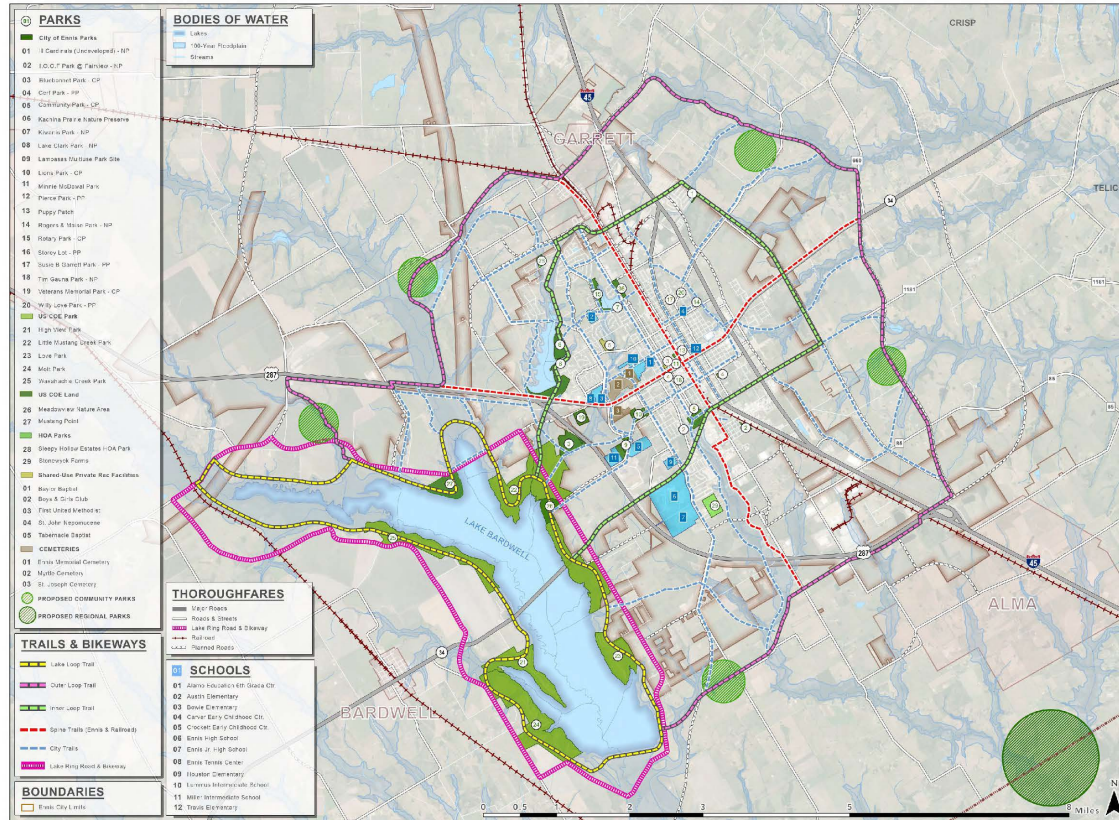 01 PARKS
City of Ennis Parks
01 II Cardinals (Undeveloped) - NP
02 I.O.O.F Park @ Fairview - NP
03 Bluebonnet Park - CP
04 Cerf Park - PP
05 Community Park - CP
06 Kachina Prairie Nature Preserve
07 Kiwanis Park - NP
08 Lake Clark Park - NP
09 Lampasas Multiuse Park Site
10 Lions Park - CP
11 Minnie McDowal Park
12 Pierce Park - PP
13 Puppy Patch
14 Rogers & Maise Park - NP
15 Rotary Park - CP
16 Storey Lot - PP
17 Susie B Garrett Park - PP
18 Tim Gauna Park - NP
19 Veterans Memorial Park - CP
20 Willy Love Park - PP
US COE Park
21 High View Park
22 Little Mustang Creek Park
23 Love Park
24 Mott Park
25 Waxahachie Creek Park
US COE Land
26 Meadowview Nature Area
27 Mustang Point
HOA Parks
28 Sleepy Hollow Estates HOA Park
29 Stonewyck Farms
Shared-Use Private Rec Facilities
01 Baylor Baptist
02 Boys & Girls Club
03 First United Methodist
04 St. John Nepomucene
05 Tabernacle Baptist
CEMETERIES
01 Ennis Memorial Cemetery
02 Myrtle Cemetery
03 St. Joseph Cemetery
PROPOSED COMMUNITY PARKS
PROPOSED REGIONAL PARKS
TRAILS & BIKEWAYS
Lake Loop Trail
Outer Loop Trail
Inner Loop Trail
Spine Trails (Ennis & Railroad)
City Trails
Lake Ring Road & Bikeway
BOUNDARIES
Ennis City Limits
BODIES OF WATER
Lakes
100-Year Floodplain
Streams
THOROUGHFARES
Major Roads
Roads & Streets
Lake Ring Road & Bikeway
Railroad
Planned Roads
SCHOOLS
01 Alamo Education 6th Grade Ctr.
02 Austin Elementary
03 Bowie Elementary
04 Carver Early Childhood Ctr.
05 Crockett Early Childhood Ctr.
06 Ennis High School
07 Ennis Jr. High School
08 Ennis Tennis Center
09 Houston Elementary
10 Lummus Intermediate School
11 Miller Intermediate School
12 Travis Elementary
CRISP
45
GARRETT
660
TELIC
34
1181
1181
287
85
LAKE BARDWELL
287
45
ALMA
34
BARDWELL
0 0.5 1 2 3 5 8
Miles
N